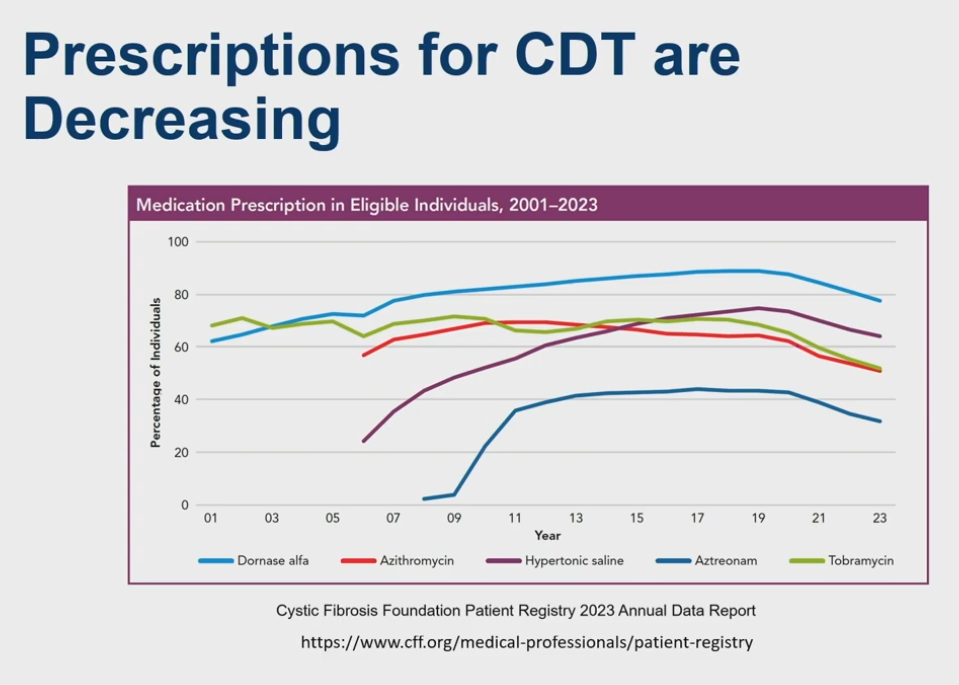 Prescriptions for CDT are
Decreasing
Medication Prescription in Eligible Individuals, 2001–2023
100
80
60
40
20
0
Percentage of Individuals
01 03 05 07 09 11 13 15 17 19 21 23
Year
Dornase alfa Azithromycin Hypertonic saline Aztreonam Tobramycin
Cystic Fibrosis Foundation Patient Registry 2023 Annual Data Report
https://www.cff.org/medical-professionals/patient-registry